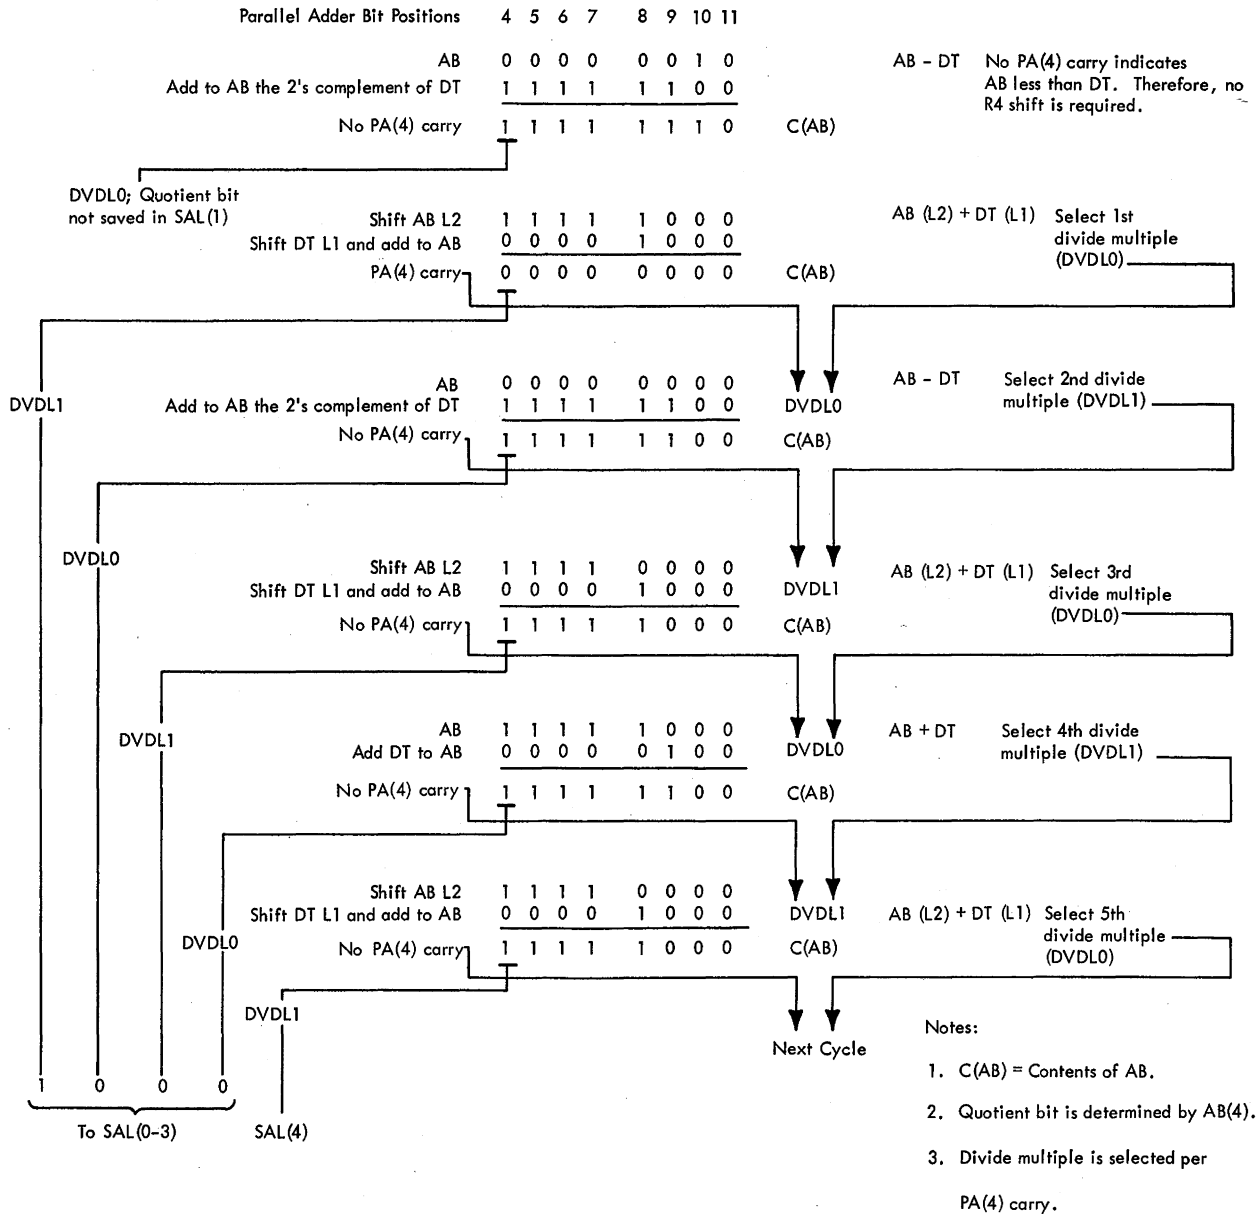 Parallel Adder Bit Positions 4 5 6 7 8 9 10 11
AB 0 0 0 0 0 0 1 0
Add to AB the 2's complement of DT 1 1 1 1 1 1 0 0
No PA(4) carry 1 1 1 1 1 1 1 0 C(AB)
AB - DT No PA(4) carry indicates
AB less than DT. Therefore, no
R4 shift is required.
DVDL0; Quotient bit
not saved in SAL(1)
Shift AB L2 1 1 1 1 1 0 0 0
Shift DT L1 and add to AB 0 0 0 0 1 0 0 0
PA(4) carry 0 0 0 0 0 0 0 0 C(AB)
AB (L2) + DT (L1) Select 1st
divide multiple
(DVDL0)
DVDL1
AB 0 0 0 0 0 0 0 0
Add to AB the 2's complement of DT 1 1 1 1 1 1 0 0 DVDL0
No PA(4) carry 1 1 1 1 1 1 0 0 C(AB)
AB - DT Select 2nd divide
multiple (DVDL1)
DVDL0
Shift AB L2 1 1 1 1 0 0 0 0
Shift DT L1 and add to AB 0 0 0 0 1 0 0 0 DVDL1
No PA(4) carry 1 1 1 1 1 0 0 0 C(AB)
AB (L2) + DT (L1) Select 3rd
divide multiple
(DVDL0)
DVDL1
AB 1 1 1 1 1 0 0 0
Add DT to AB 0 0 0 0 0 1 0 0 DVDL0
No PA(4) carry 1 1 1 1 1 1 0 0 C(AB)
AB + DT Select 4th divide
multiple (DVDL1)
DVDL0
Shift AB L2 1 1 1 1 0 0 0 0
Shift DT L1 and add to AB 0 0 0 0 1 0 0 0 DVDL1
No PA(4) carry 1 1 1 1 1 0 0 0 C(AB)
AB (L2) + DT (L1) Select 5th
divide multiple
(DVDL0)
DVDL1
Next Cycle
1 0 0 0
To SAL(0-3) SAL(4)
Notes:
1. C(AB) = Contents of AB.
2. Quotient bit is determined by AB(4).
3. Divide multiple is selected per
PA(4) carry.